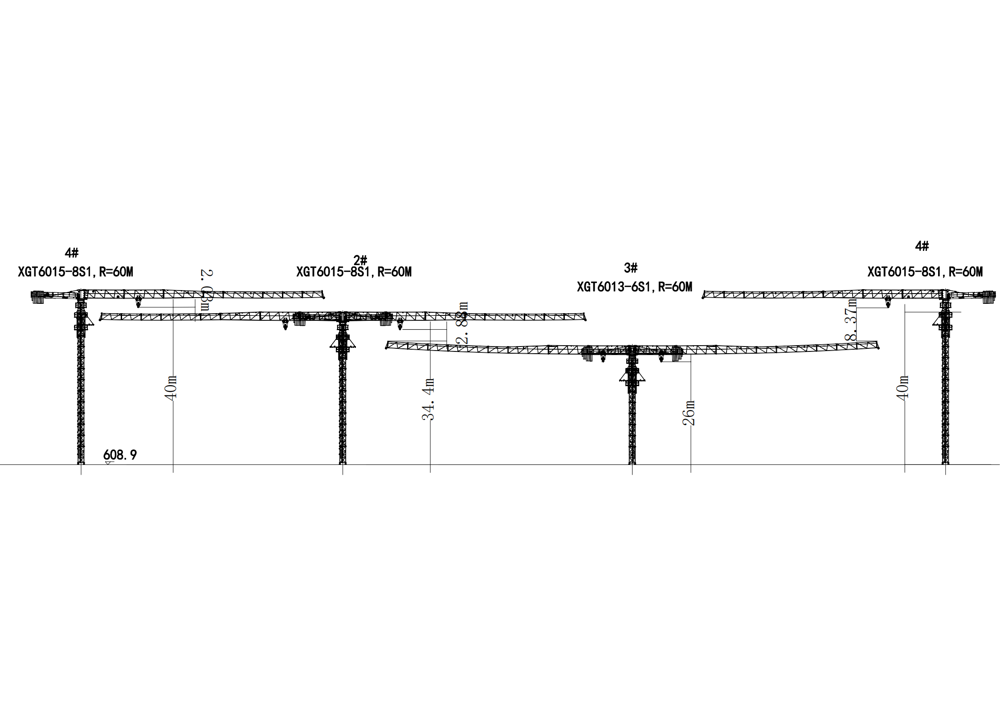 4#
XGT6015-8S1,R=60M
2#
XGT6015-8S1,R=60M
3#
XGT6013-6S1,R=60M
4#
XGT6015-8S1,R=60M
2.03m
2.88m
8.37m
40m
34.4m
26m
40m
608.9